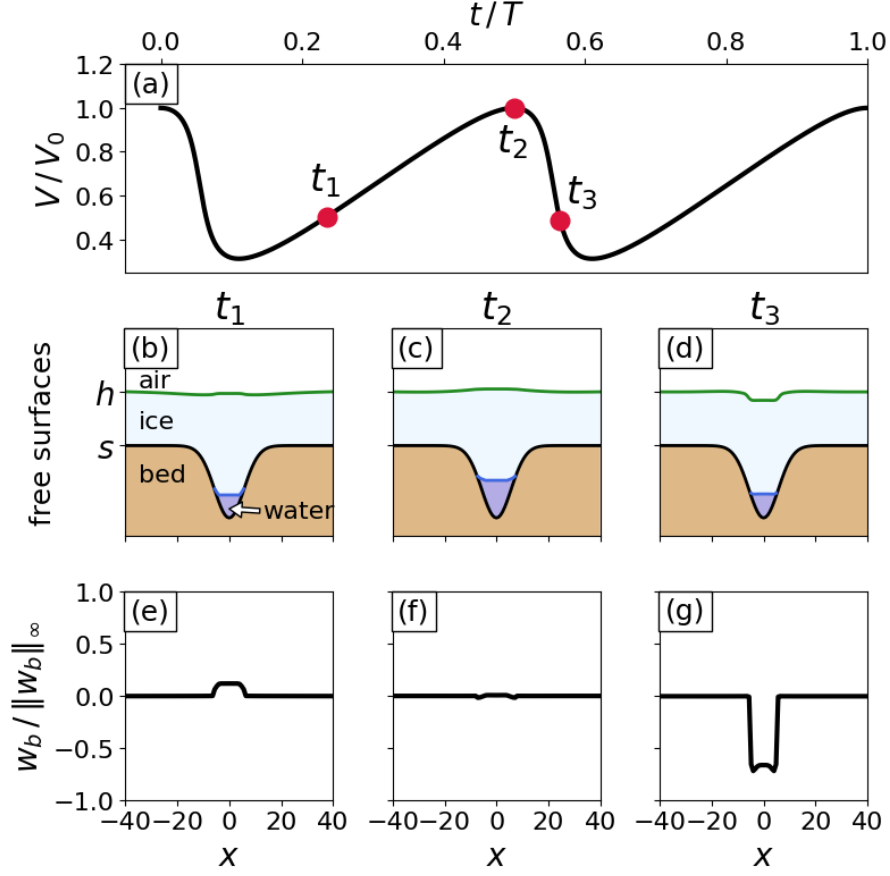 t / T
0.0 0.2 0.4 0.6 0.8 1.0
(a)
V / V₀
1.2
1.0
0.8
0.6
0.4
t₁
t₂
t₃
t₁ t₂ t₃
free surfaces
h
s
(b) (c) (d)
air
ice
bed
water
w_b / ‖w_b‖_∞
1.0
0.5
0.0
−0.5
−1.0
(e) (f) (g)
−40 −20 0 20 40 −40 −20 0 20 40 −40 −20 0 20 40
x x x